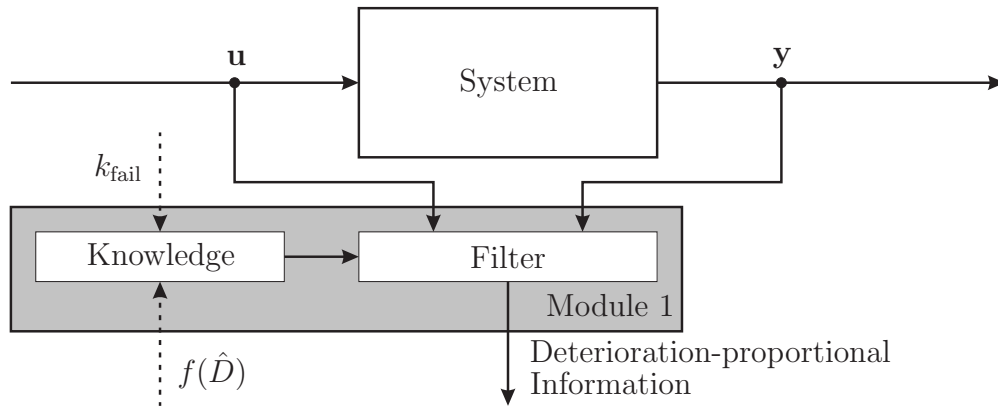 u
System
y
k_fail
Knowledge
Filter
Module 1
f(D̂)
Deterioration-proportional
Information